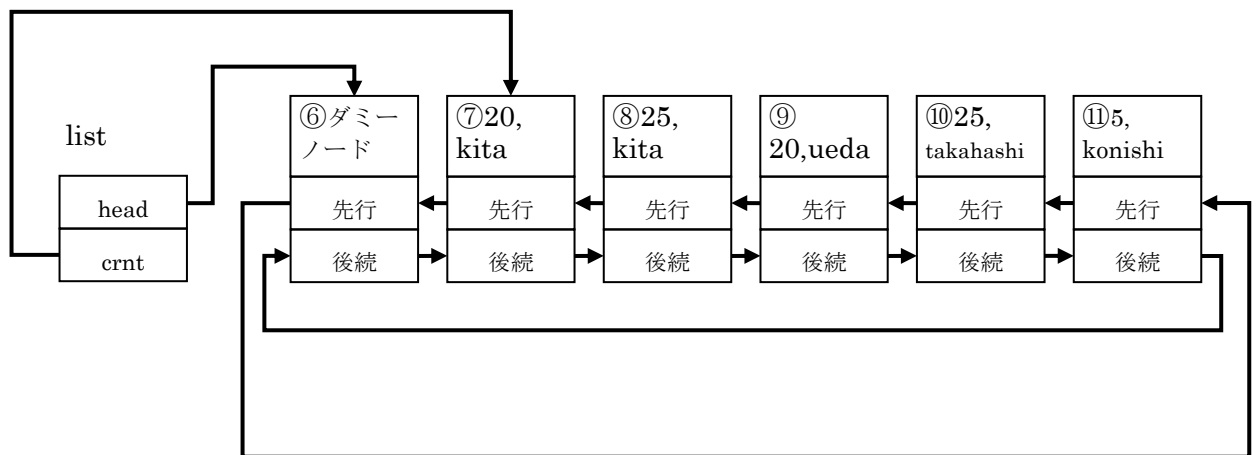 list
head
crnt
⑥ダミー
ノード
先行
後続
⑦20,
kita
先行
後続
⑧25,
kita
先行
後続
⑨
20,ueda
先行
後続
⑩25,
takahashi
先行
後続
⑪5,
konishi
先行
後続